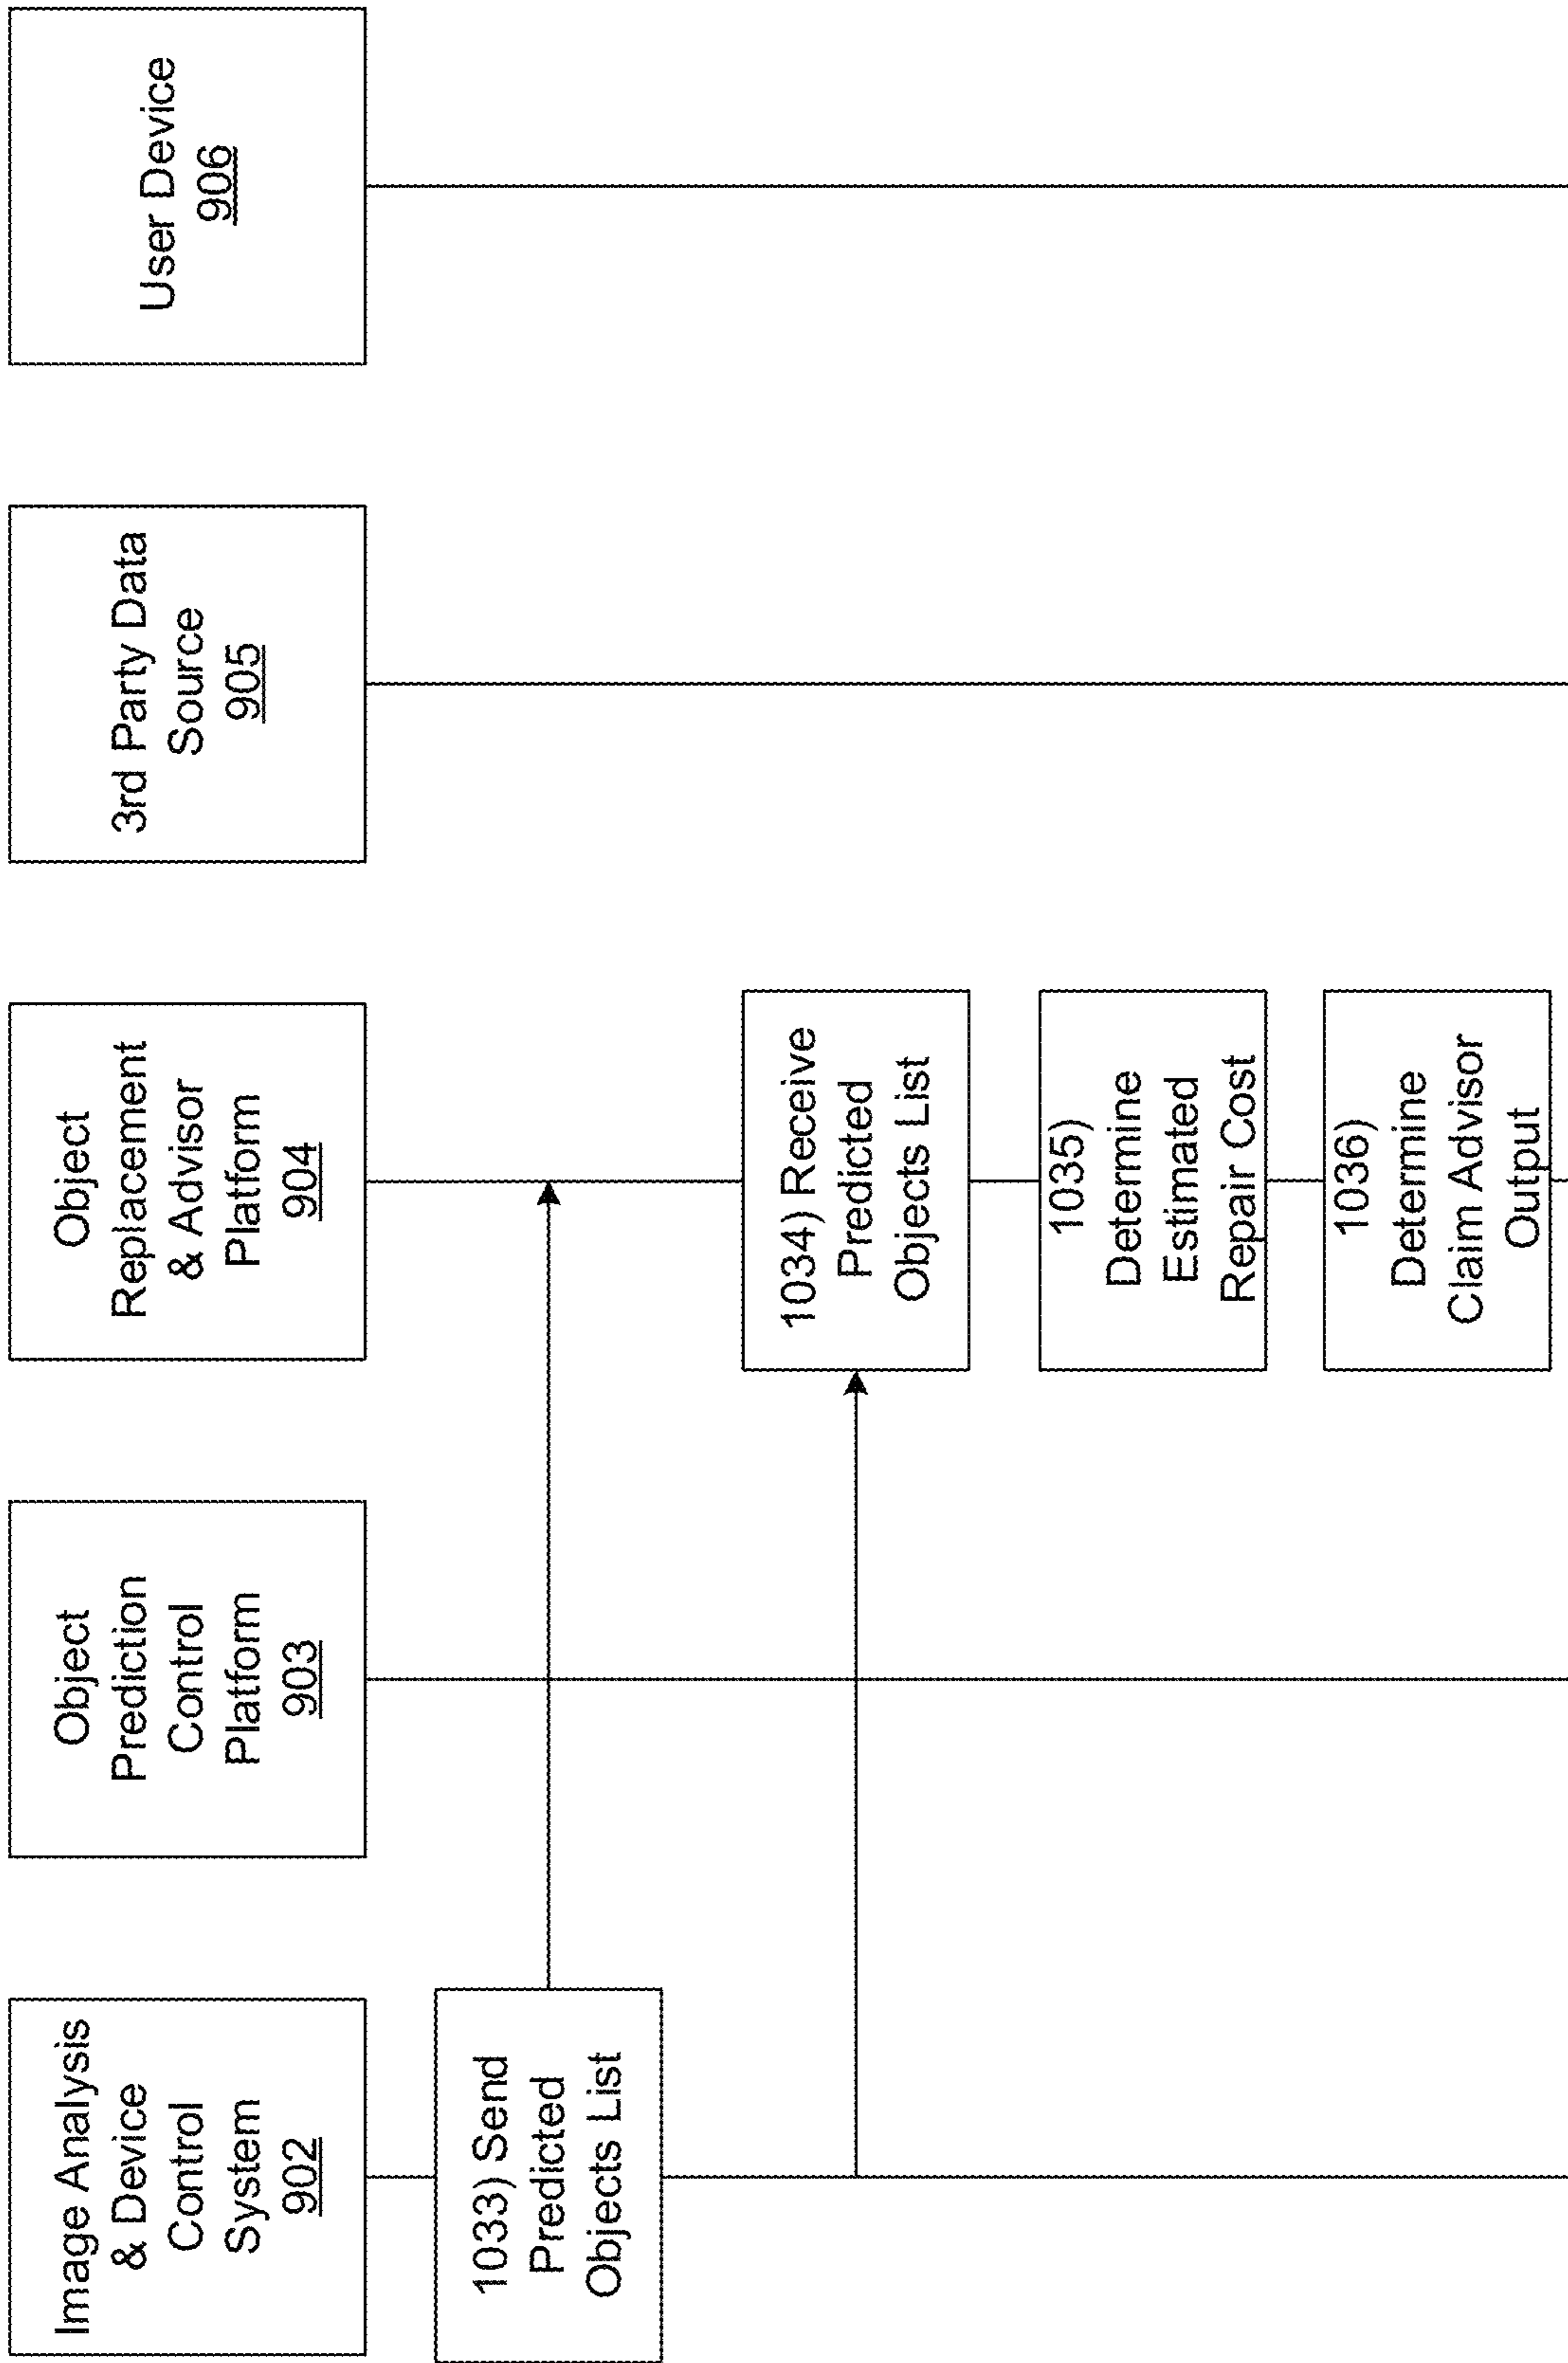 Image Analysis
& Device
Control
System
902
Object
Prediction
Control
Platform
903
Object
Replacement
& Advisor
Platform
904
3rd Party Data
Source
905
User Device
906
1033) Send
Predicted
Objects List
1034) Receive
Predicted
Objects List
1035)
Determine
Estimated
Repair Cost
1036)
Determine
Claim Advisor
Output